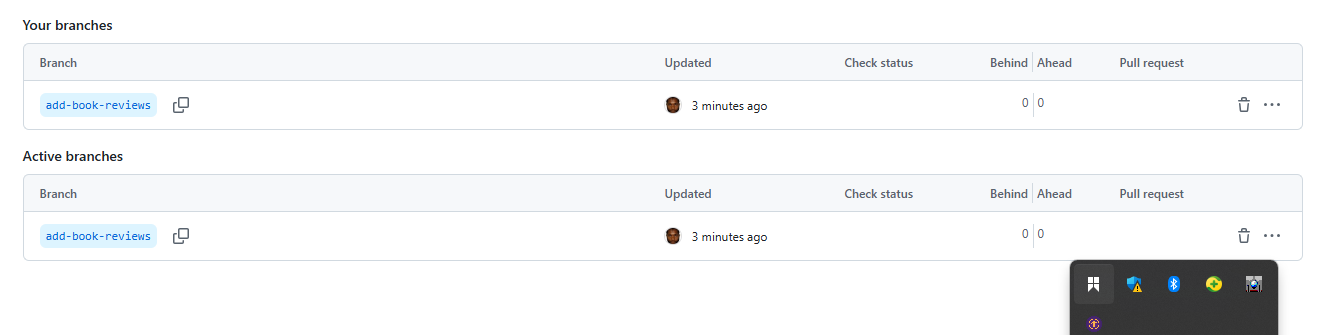 Your branches
Branch Updated Check status Behind Ahead Pull request
add-book-reviews 3 minutes ago 0 0
Active branches
Branch Updated Check status Behind Ahead Pull request
add-book-reviews 3 minutes ago 0 0